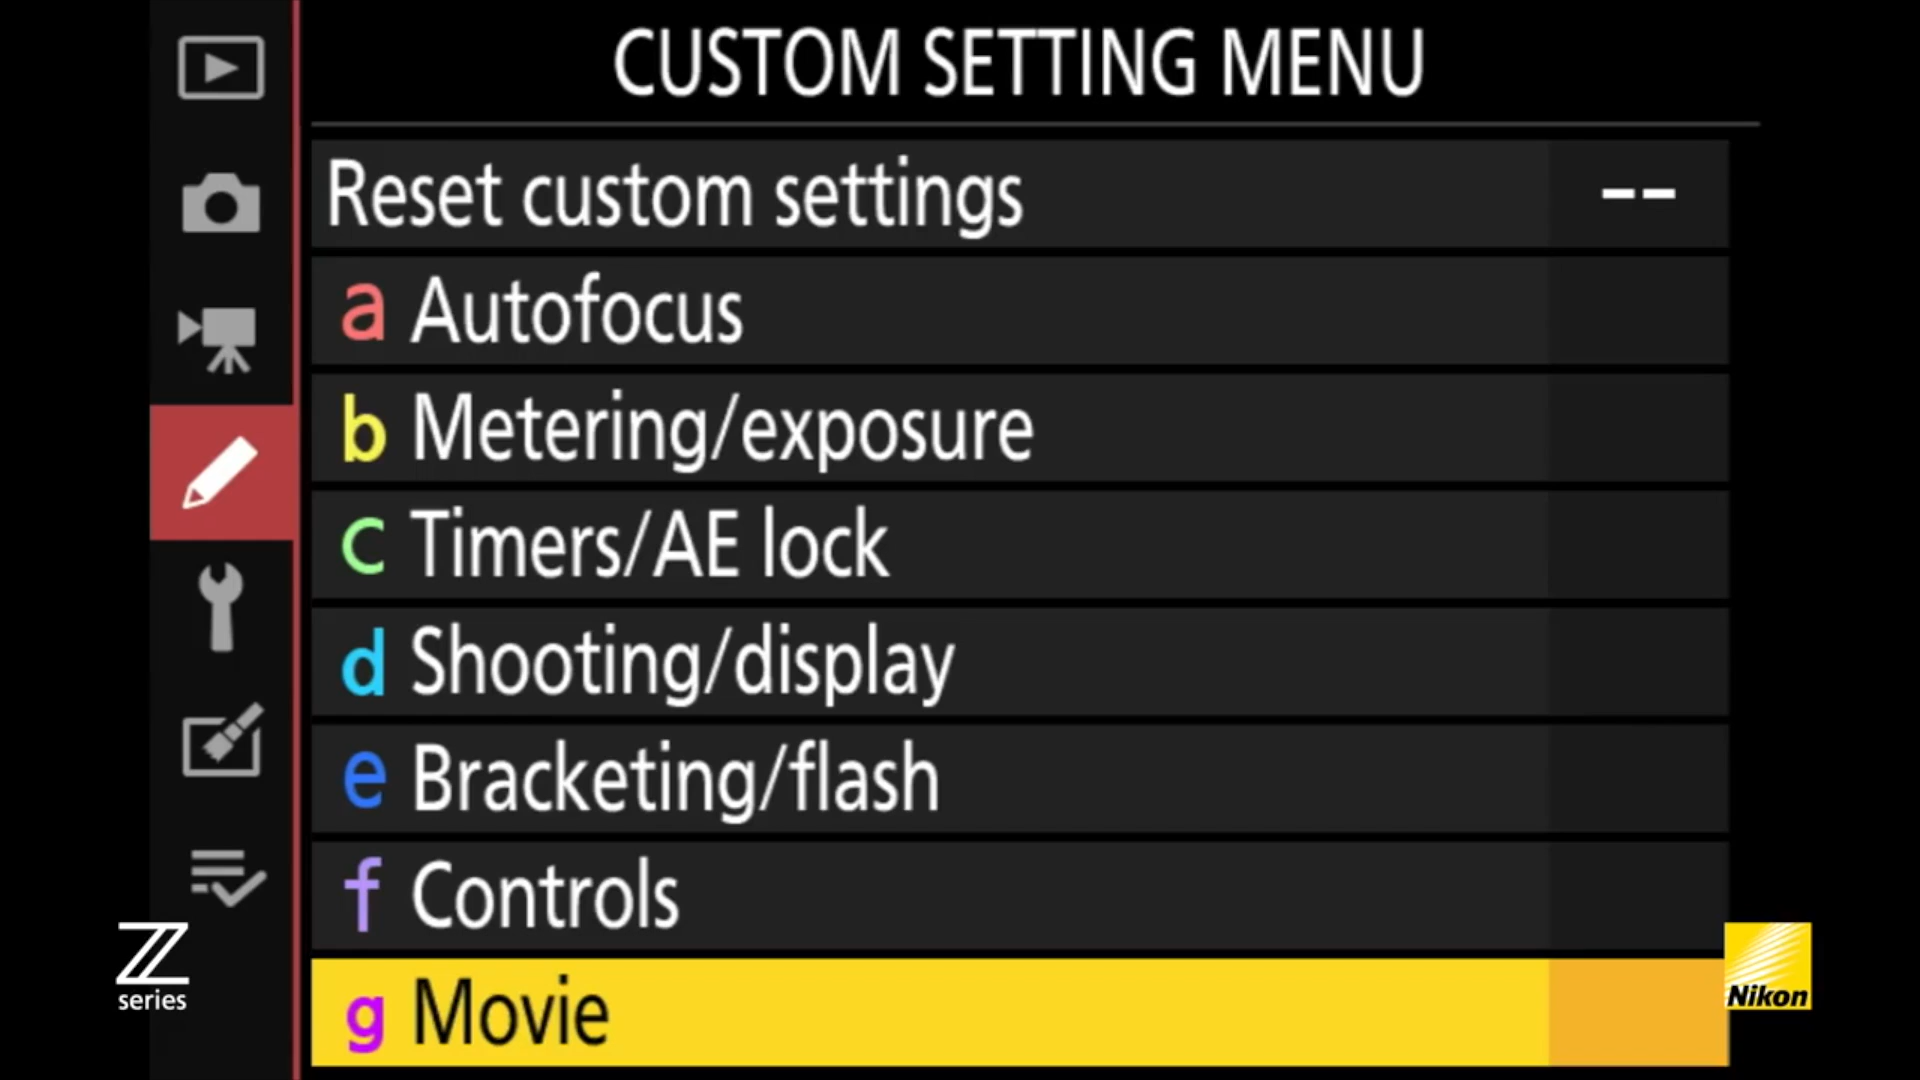 CUSTOM SETTING MENU
Reset custom settings --
a Autofocus
b Metering/exposure
c Timers/AE lock
d Shooting/display
e Bracketing/flash
f Controls
g Movie
Z
series
Nikon